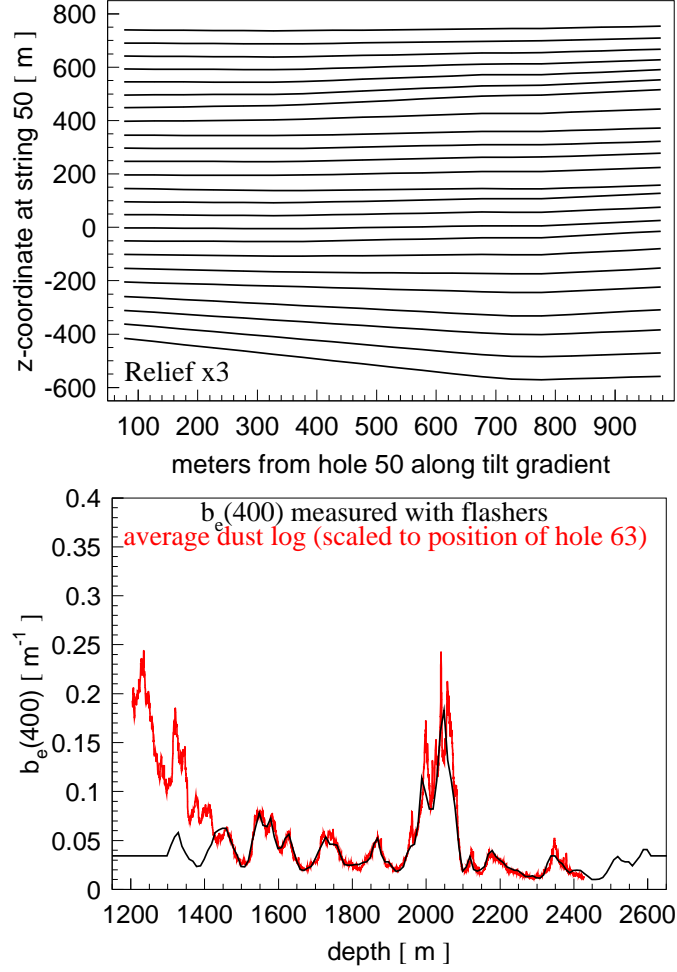 800
600
400
200
0
-200
-400
-600
z-coordinate at string 50 [ m ]
Relief x3
100 200 300 400 500 600 700 800 900
meters from hole 50 along tilt gradient
0.4
0.35
0.3
0.25
0.2
0.15
0.1
0.05
0
b_e(400) [ m^-1 ]
b_e(400) measured with flashers
average dust log (scaled to position of hole 63)
1200 1400 1600 1800 2000 2200 2400 2600
depth [ m ]